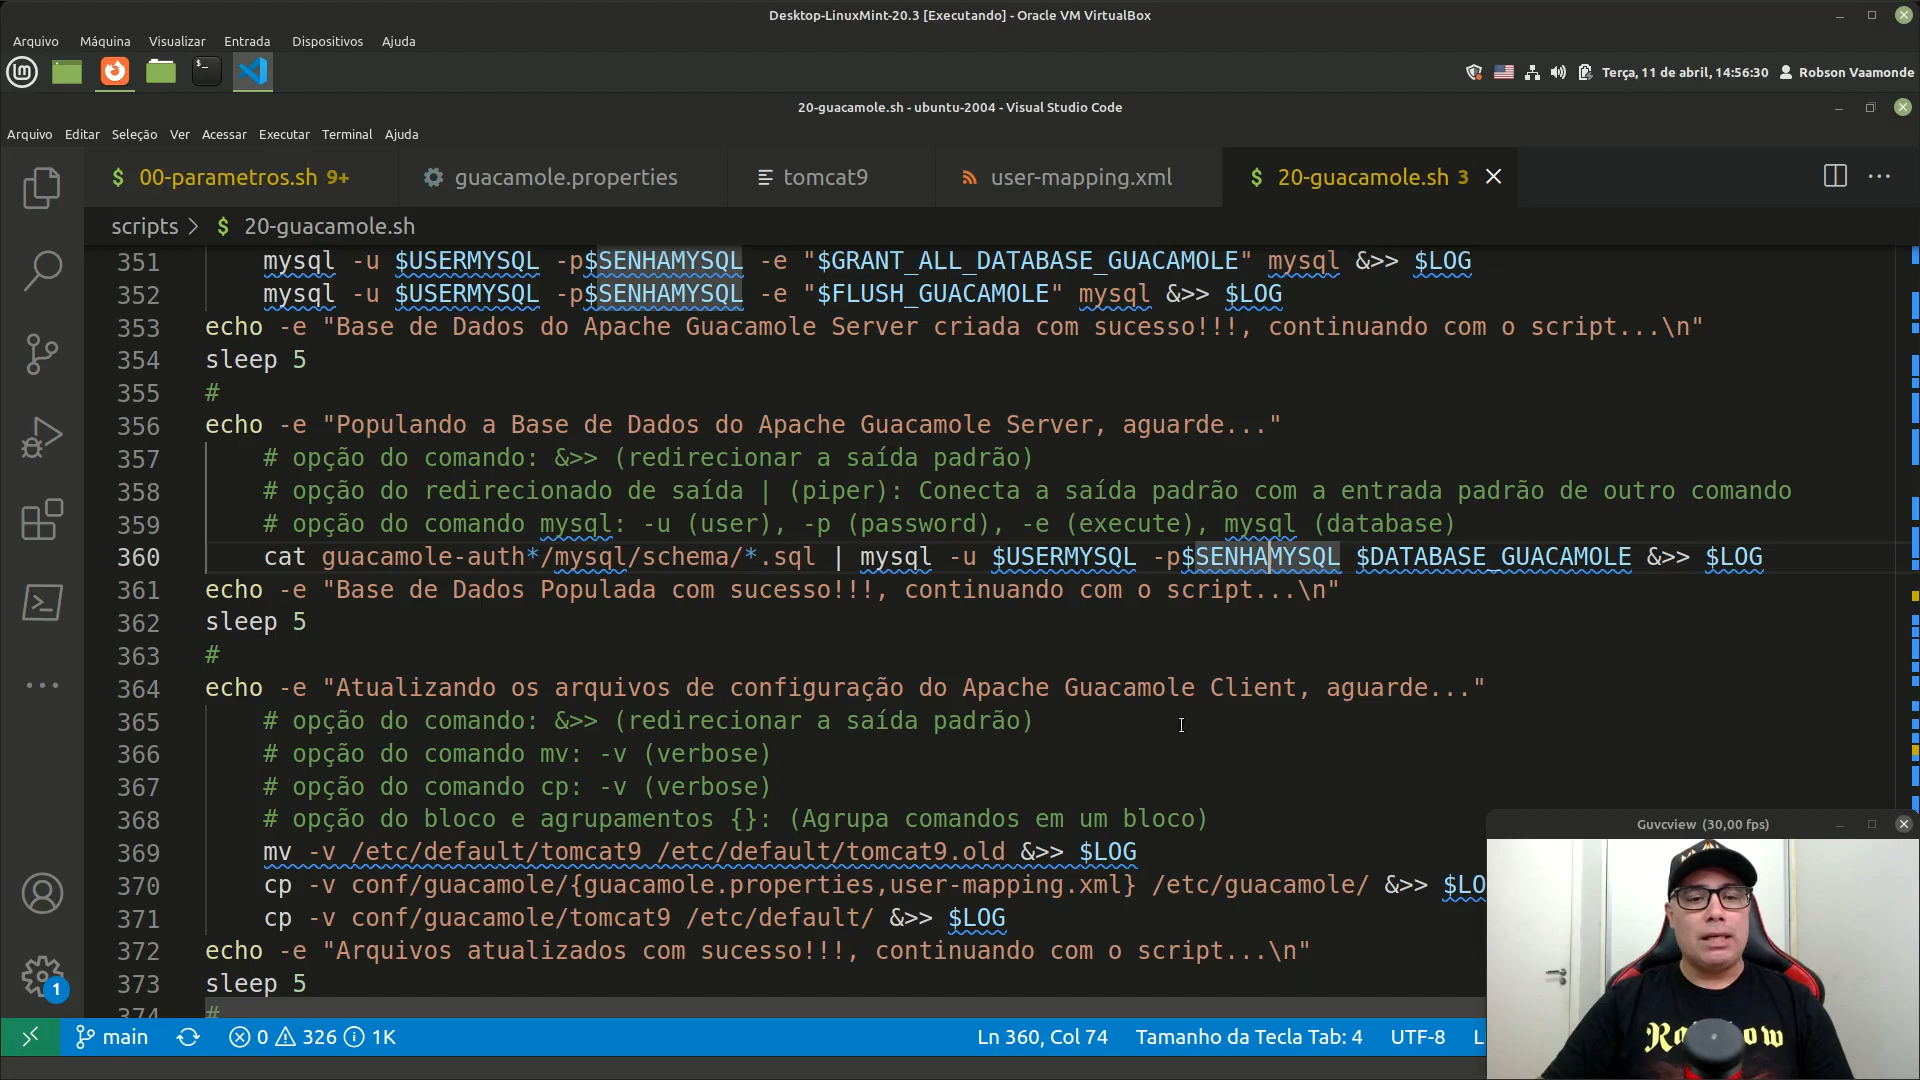 Desktop-LinuxMint-20.3 [Executando] - Oracle VM VirtualBox
Arquivo Máquina Visualizar Entrada Dispositivos Ajuda
Terça, 11 de abril, 14:56:30 Robson Vaamonde
20-guacamole.sh - ubuntu-2004 - Visual Studio Code
Arquivo Editar Seleção Ver Acessar Executar Terminal Ajuda
$ 00-parametros.sh 9+ guacamole.properties tomcat9 user-mapping.xml $ 20-guacamole.sh 3
scripts > $ 20-guacamole.sh
351 mysql -u $USERMYSQL -p$SENHAMYSQL -e "$GRANT_ALL_DATABASE_GUACAMOLE" mysql &>> $LOG
352 mysql -u $USERMYSQL -p$SENHAMYSQL -e "$FLUSH_GUACAMOLE" mysql &>> $LOG
353 echo -e "Base de Dados do Apache Guacamole Server criada com sucesso!!!, continuando com o script...\n"
354 sleep 5
355 #
356 echo -e "Populando a Base de Dados do Apache Guacamole Server, aguarde..."
357 # opção do comando: &>> (redirecionar a saída padrão)
358 # opção do redirecionado de saída | (piper): Conecta a saída padrão com a entrada padrão de outro comando
359 # opção do comando mysql: -u (user), -p (password), -e (execute), mysql (database)
360 cat guacamole-auth*/mysql/schema/*.sql | mysql -u $USERMYSQL -p$SENHAMYSQL $DATABASE_GUACAMOLE &>> $LOG
361 echo -e "Base de Dados Populada com sucesso!!!, continuando com o script...\n"
362 sleep 5
363 #
364 echo -e "Atualizando os arquivos de configuração do Apache Guacamole Client, aguarde..."
365 # opção do comando: &>> (redirecionar a saída padrão)
366 # opção do comando mv: -v (verbose)
367 # opção do comando cp: -v (verbose)
368 # opção do bloco e agrupamentos {}: (Agrupa comandos em um bloco)
369 mv -v /etc/default/tomcat9 /etc/default/tomcat9.old &>> $LOG
370 cp -v conf/guacamole/{guacamole.properties,user-mapping.xml} /etc/guacamole/ &>> $LO
371 cp -v conf/guacamole/tomcat9 /etc/default/ &>> $LOG
372 echo -e "Arquivos atualizados com sucesso!!!, continuando com o script...\n"
373 sleep 5
374 #
1
main 0 326 1K Ln 360, Col 74 Tamanho da Tecla Tab: 4 UTF-8 L
Guvcview (30,00 fps)